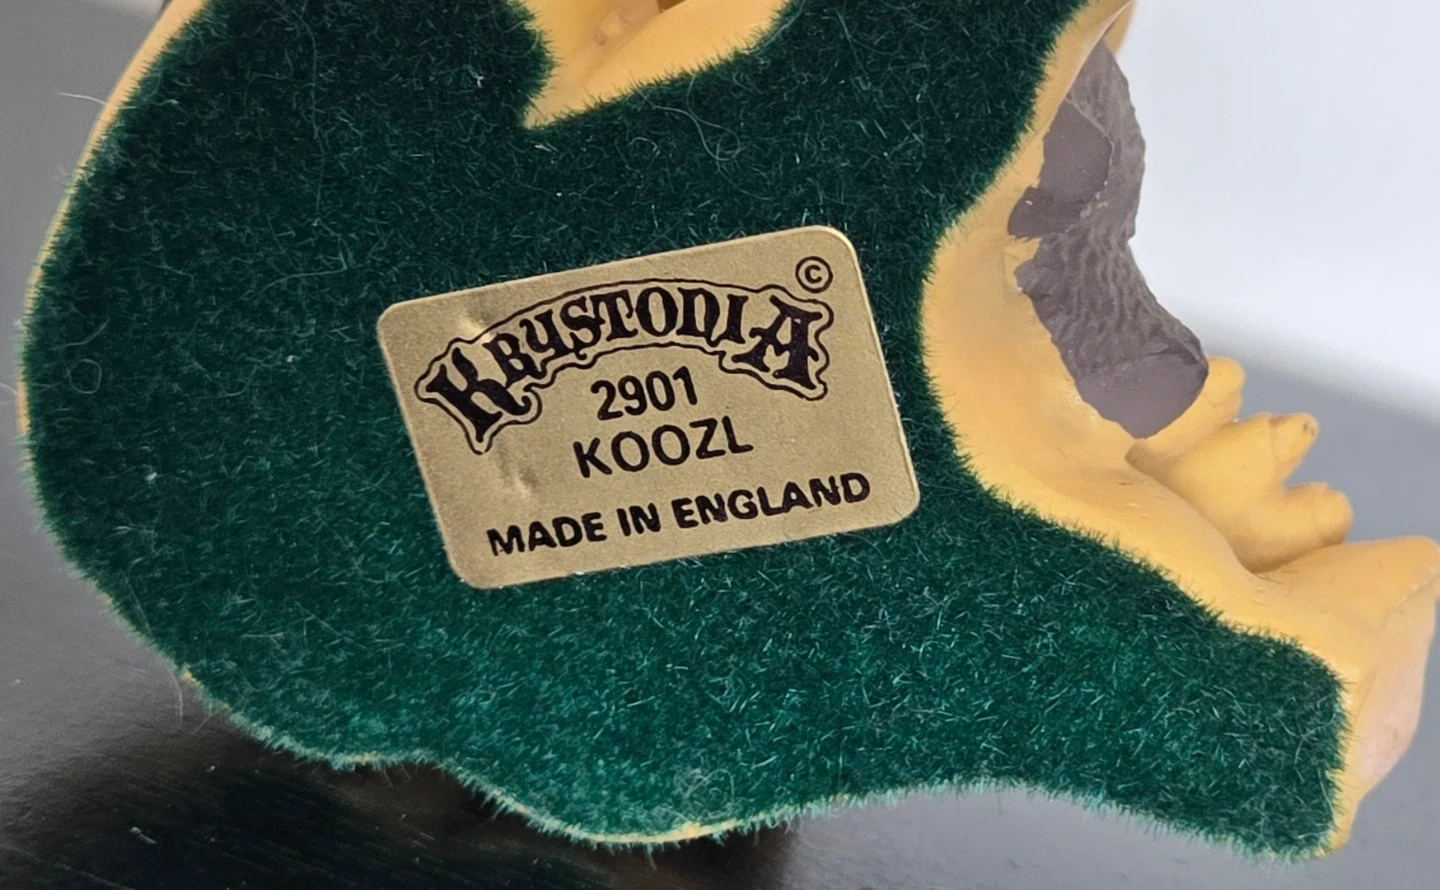 KRYSTONIA ©
2901
KOOZL
MADE IN ENGLAND